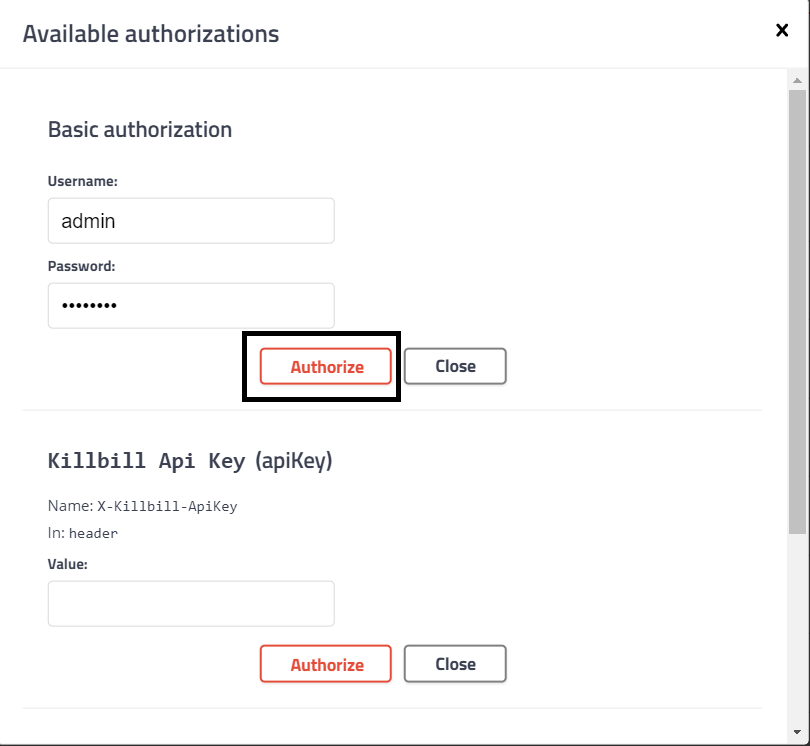 Available authorizations
Basic authorization
Username:
admin
Password:
••••••••
Authorize
Close
Killbill Api Key (apiKey)
Name: X-Killbill-ApiKey
In: header
Value:
Authorize
Close